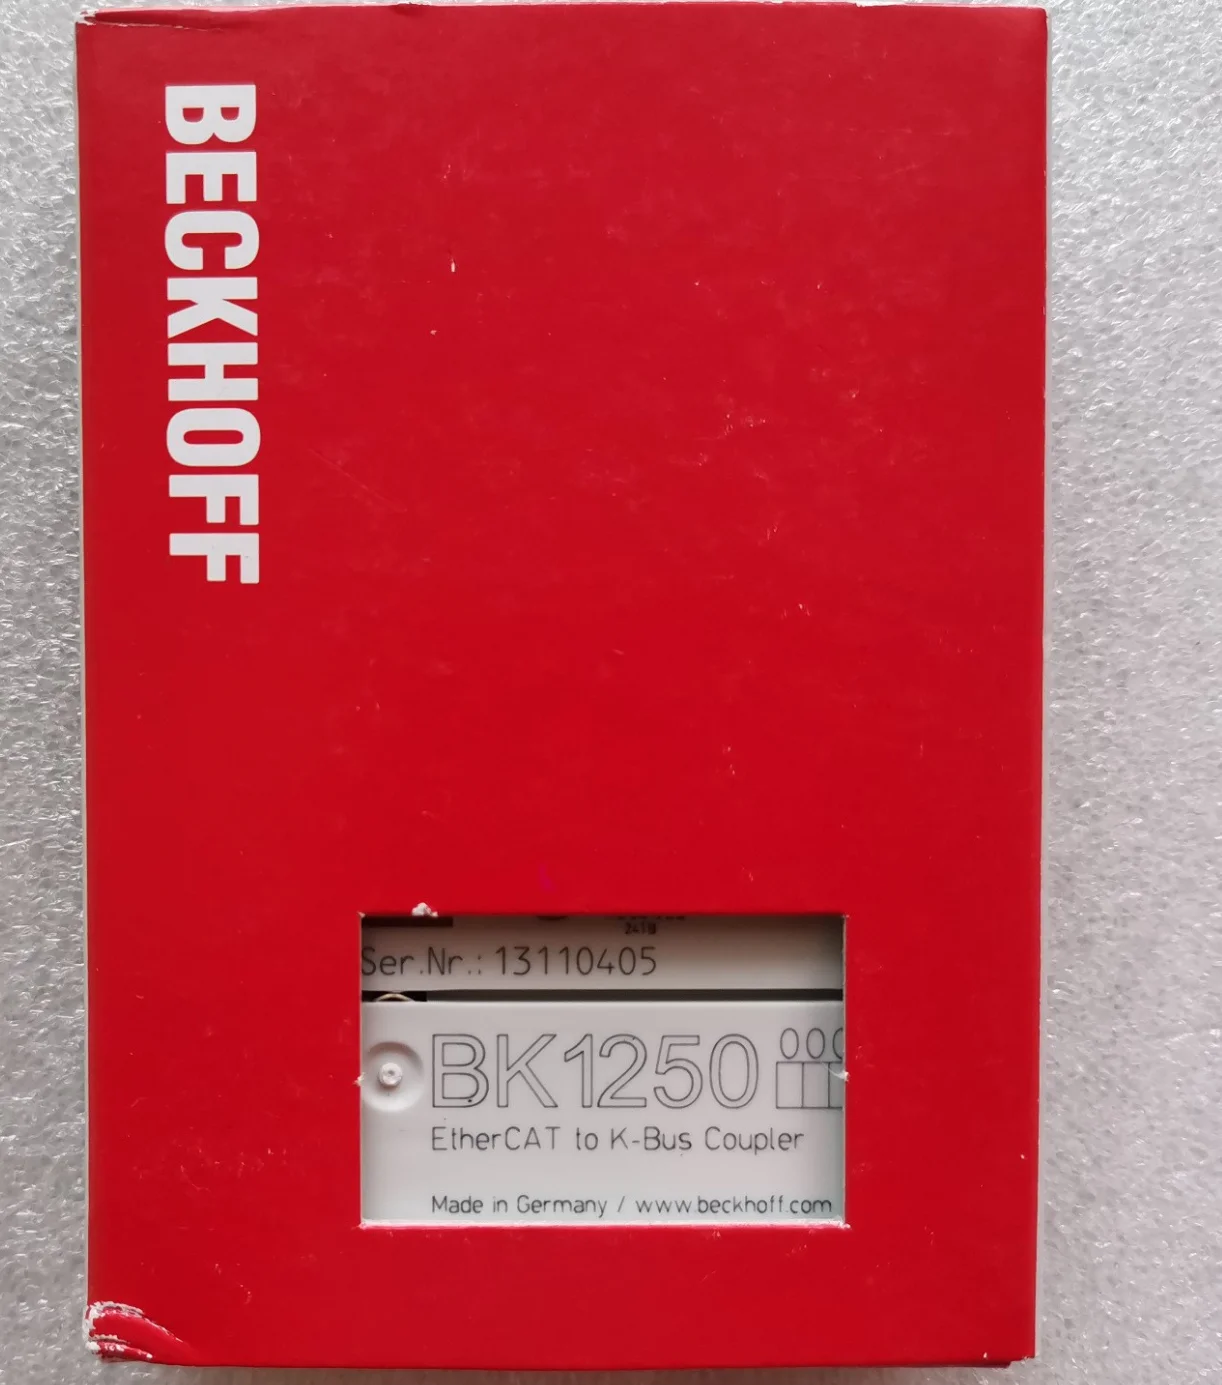 BECKHOFF
Ser.Nr.: 13110405
BK1250
EtherCAT to K-Bus Coupler
Made in Germany / www.beckhoff.com